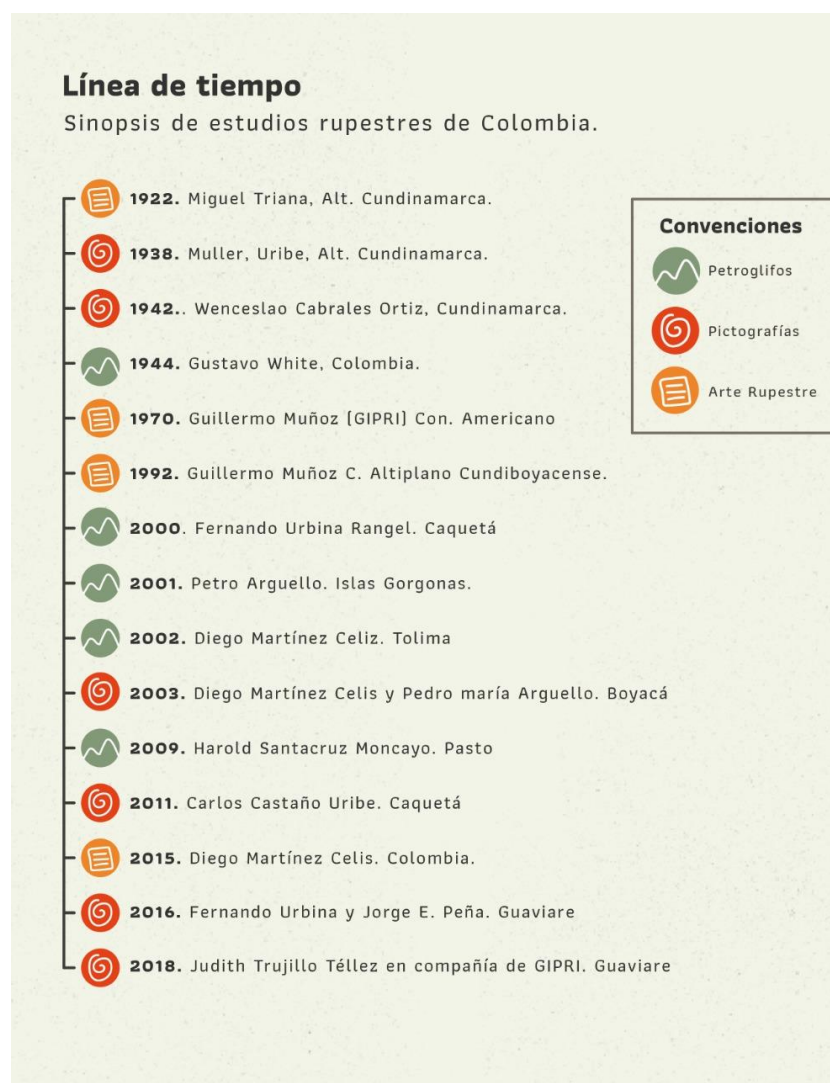 Línea de tiempo
Sinopsis de estudios rupestres de Colombia.
1922. Miguel Triana, Alt. Cundinamarca.
1938. Muller, Uribe, Alt. Cundinamarca.
1942.. Wenceslao Cabrales Ortiz, Cundinamarca.
1944. Gustavo White, Colombia.
1970. Guillermo Muñoz (GIPRI) Con. Americano
1992. Guillermo Muñoz C. Altiplano Cundiboyacense.
2000. Fernando Urbina Rangel. Caquetá
2001. Petro Arguello. Islas Gorgonas.
2002. Diego Martínez Celiz. Tolima
2003. Diego Martínez Celis y Pedro maría Arguello. Boyacá
2009. Harold Santacruz Moncayo. Pasto
2011. Carlos Castaño Uribe. Caquetá
2015. Diego Martínez Celis. Colombia.
2016. Fernando Urbina y Jorge E. Peña. Guaviare
2018. Judith Trujillo Téllez en compañía de GIPRI. Guaviare
Convenciones
Petroglifos
Pictografías
Arte Rupestre